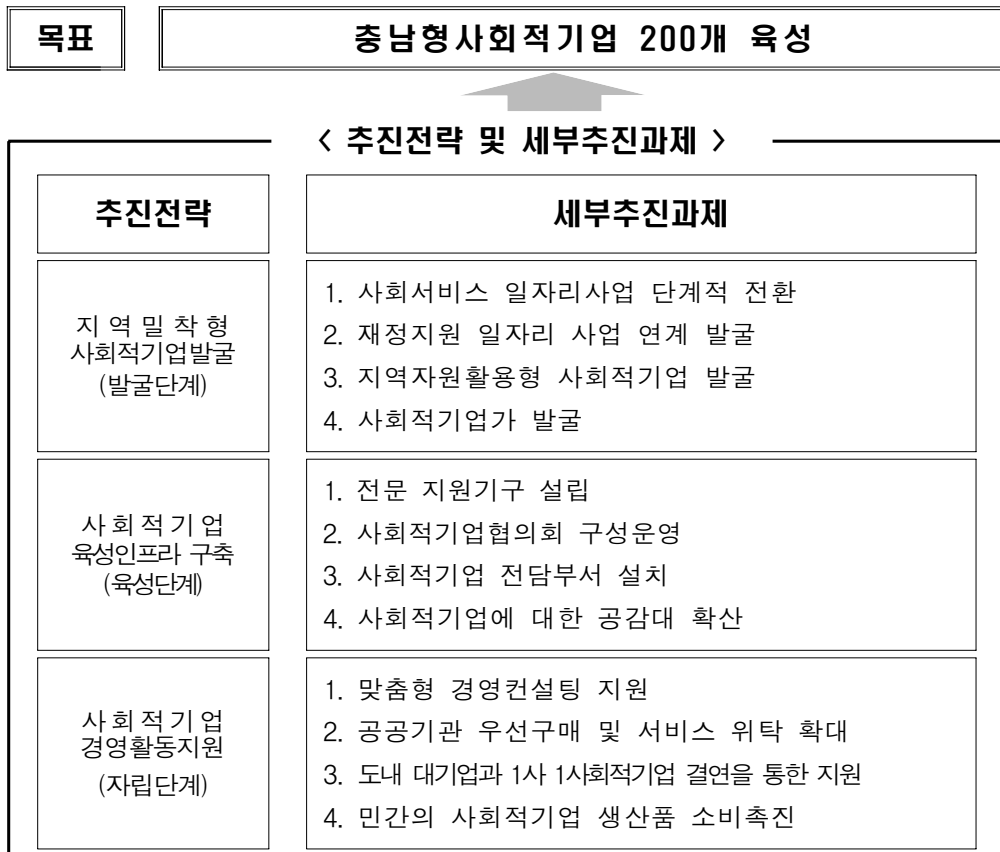 목표
충남형사회적기업 200개 육성
< 추진전략 및 세부추진과제 >
추진전략
세부추진과제
지역밀착형
사회적기업발굴
(발굴단계)
1. 사회서비스 일자리사업 단계적 전환
2. 재정지원 일자리 사업 연계 발굴
3. 지역자원활용형 사회적기업 발굴
4. 사회적기업가 발굴
사회적기업
육성인프라 구축
(육성단계)
1. 전문 지원기구 설립
2. 사회적기업협의회 구성운영
3. 사회적기업 전담부서 설치
4. 사회적기업에 대한 공감대 확산
사회적기업
경영활동지원
(자립단계)
1. 맞춤형 경영컨설팅 지원
2. 공공기관 우선구매 및 서비스 위탁 확대
3. 도내 대기업과 1사 1사회적기업 결연을 통한 지원
4. 민간의 사회적기업 생산품 소비촉진